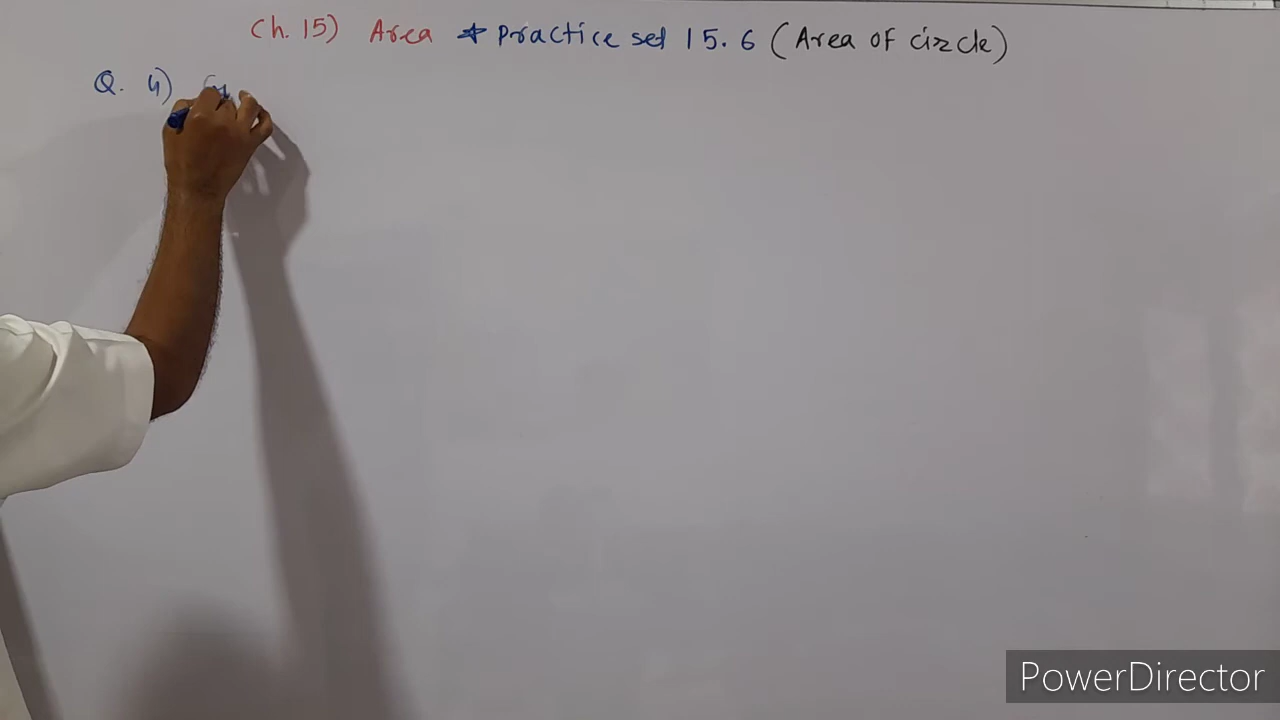 Ch. 15) Area * Practice set 15.6 (Area of circle)
Q. 4)
PowerDirector